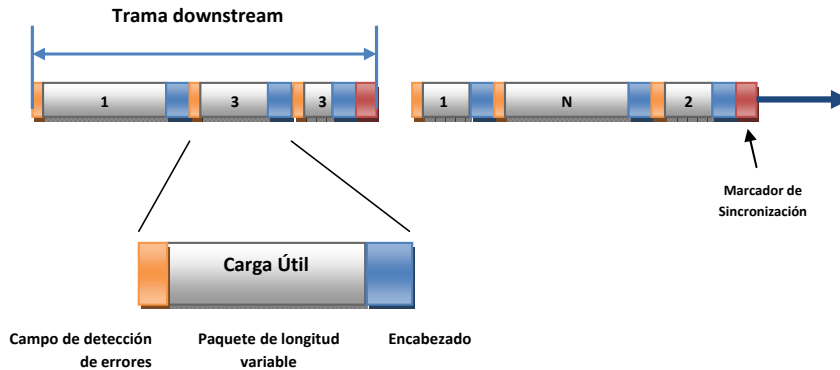 Trama downstream
1
3
3
1
N
2
Marcador de
Sincronización
Carga Útil
Campo de detección
de errores
Paquete de longitud
variable
Encabezado